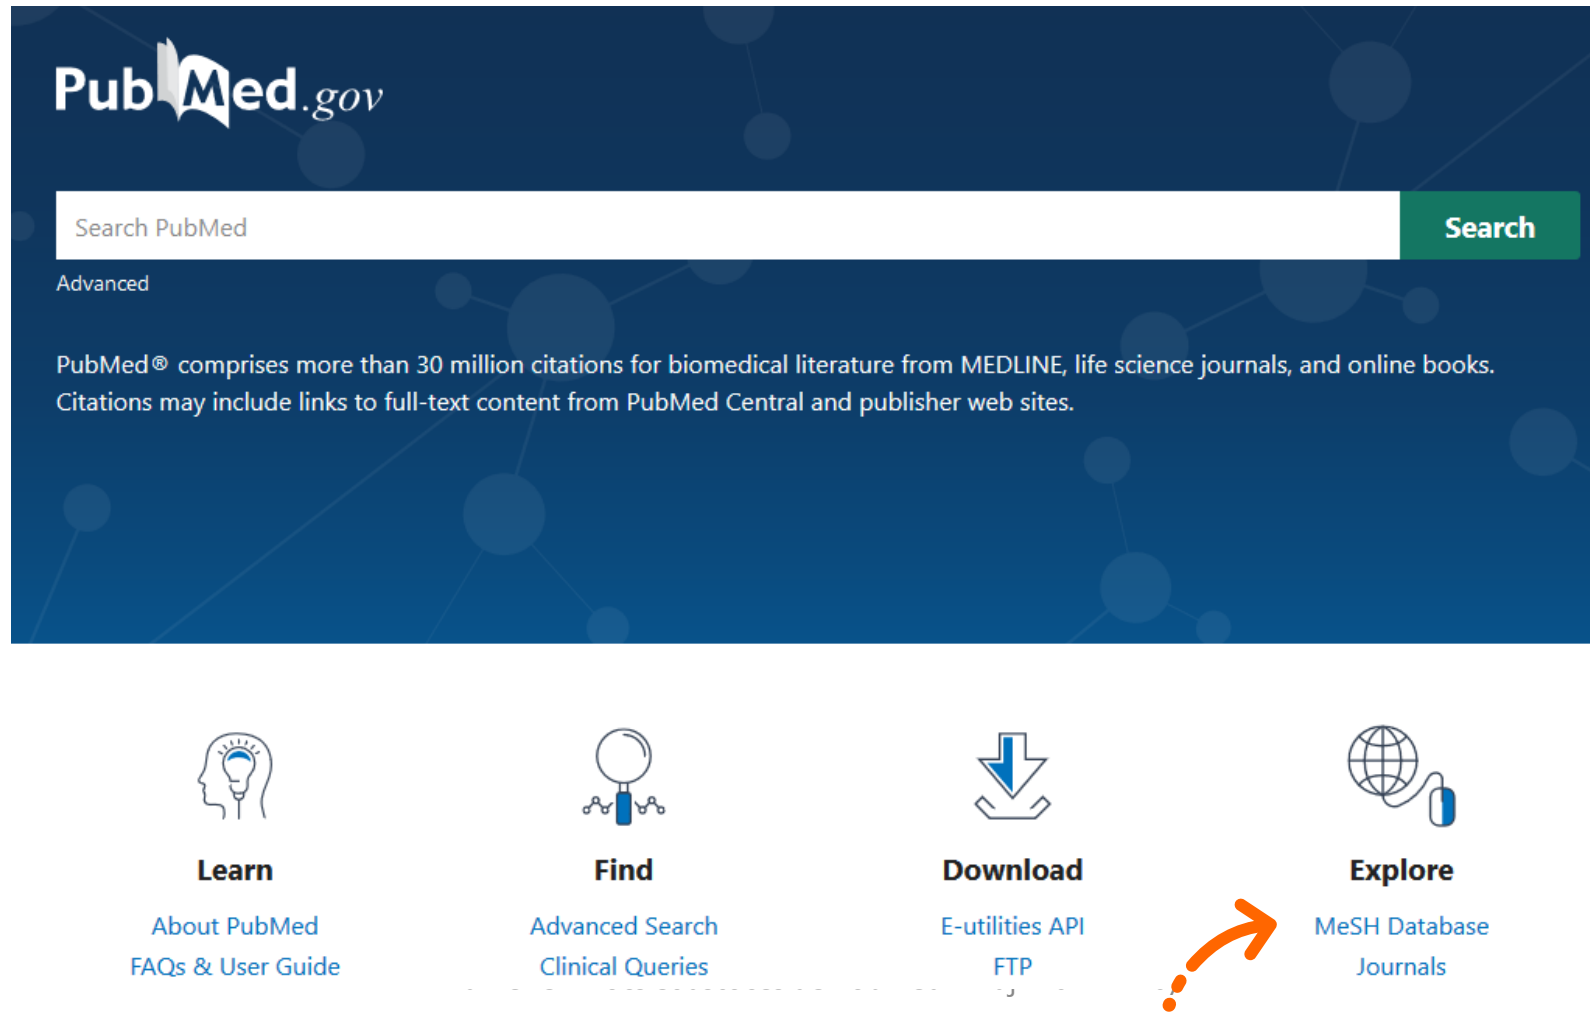 PubMed.gov
Search PubMed
Search
Advanced
PubMed® comprises more than 30 million citations for biomedical literature from MEDLINE, life science journals, and online books.
Citations may include links to full-text content from PubMed Central and publisher web sites.
Learn
About PubMed
FAQs & User Guide
Find
Advanced Search
Clinical Queries
Download
E-utilities API
FTP
Explore
MeSH Database
Journals